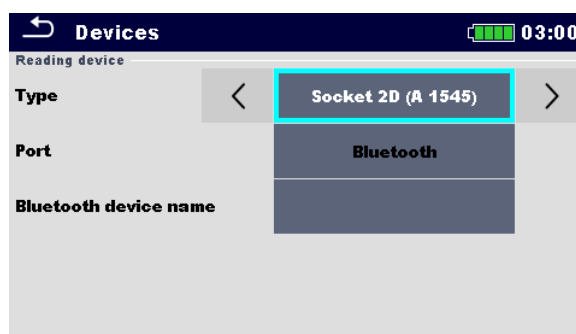 Devices 03:00
Reading device
Type < Socket 2D (A 1545) >
Port Bluetooth
Bluetooth device name